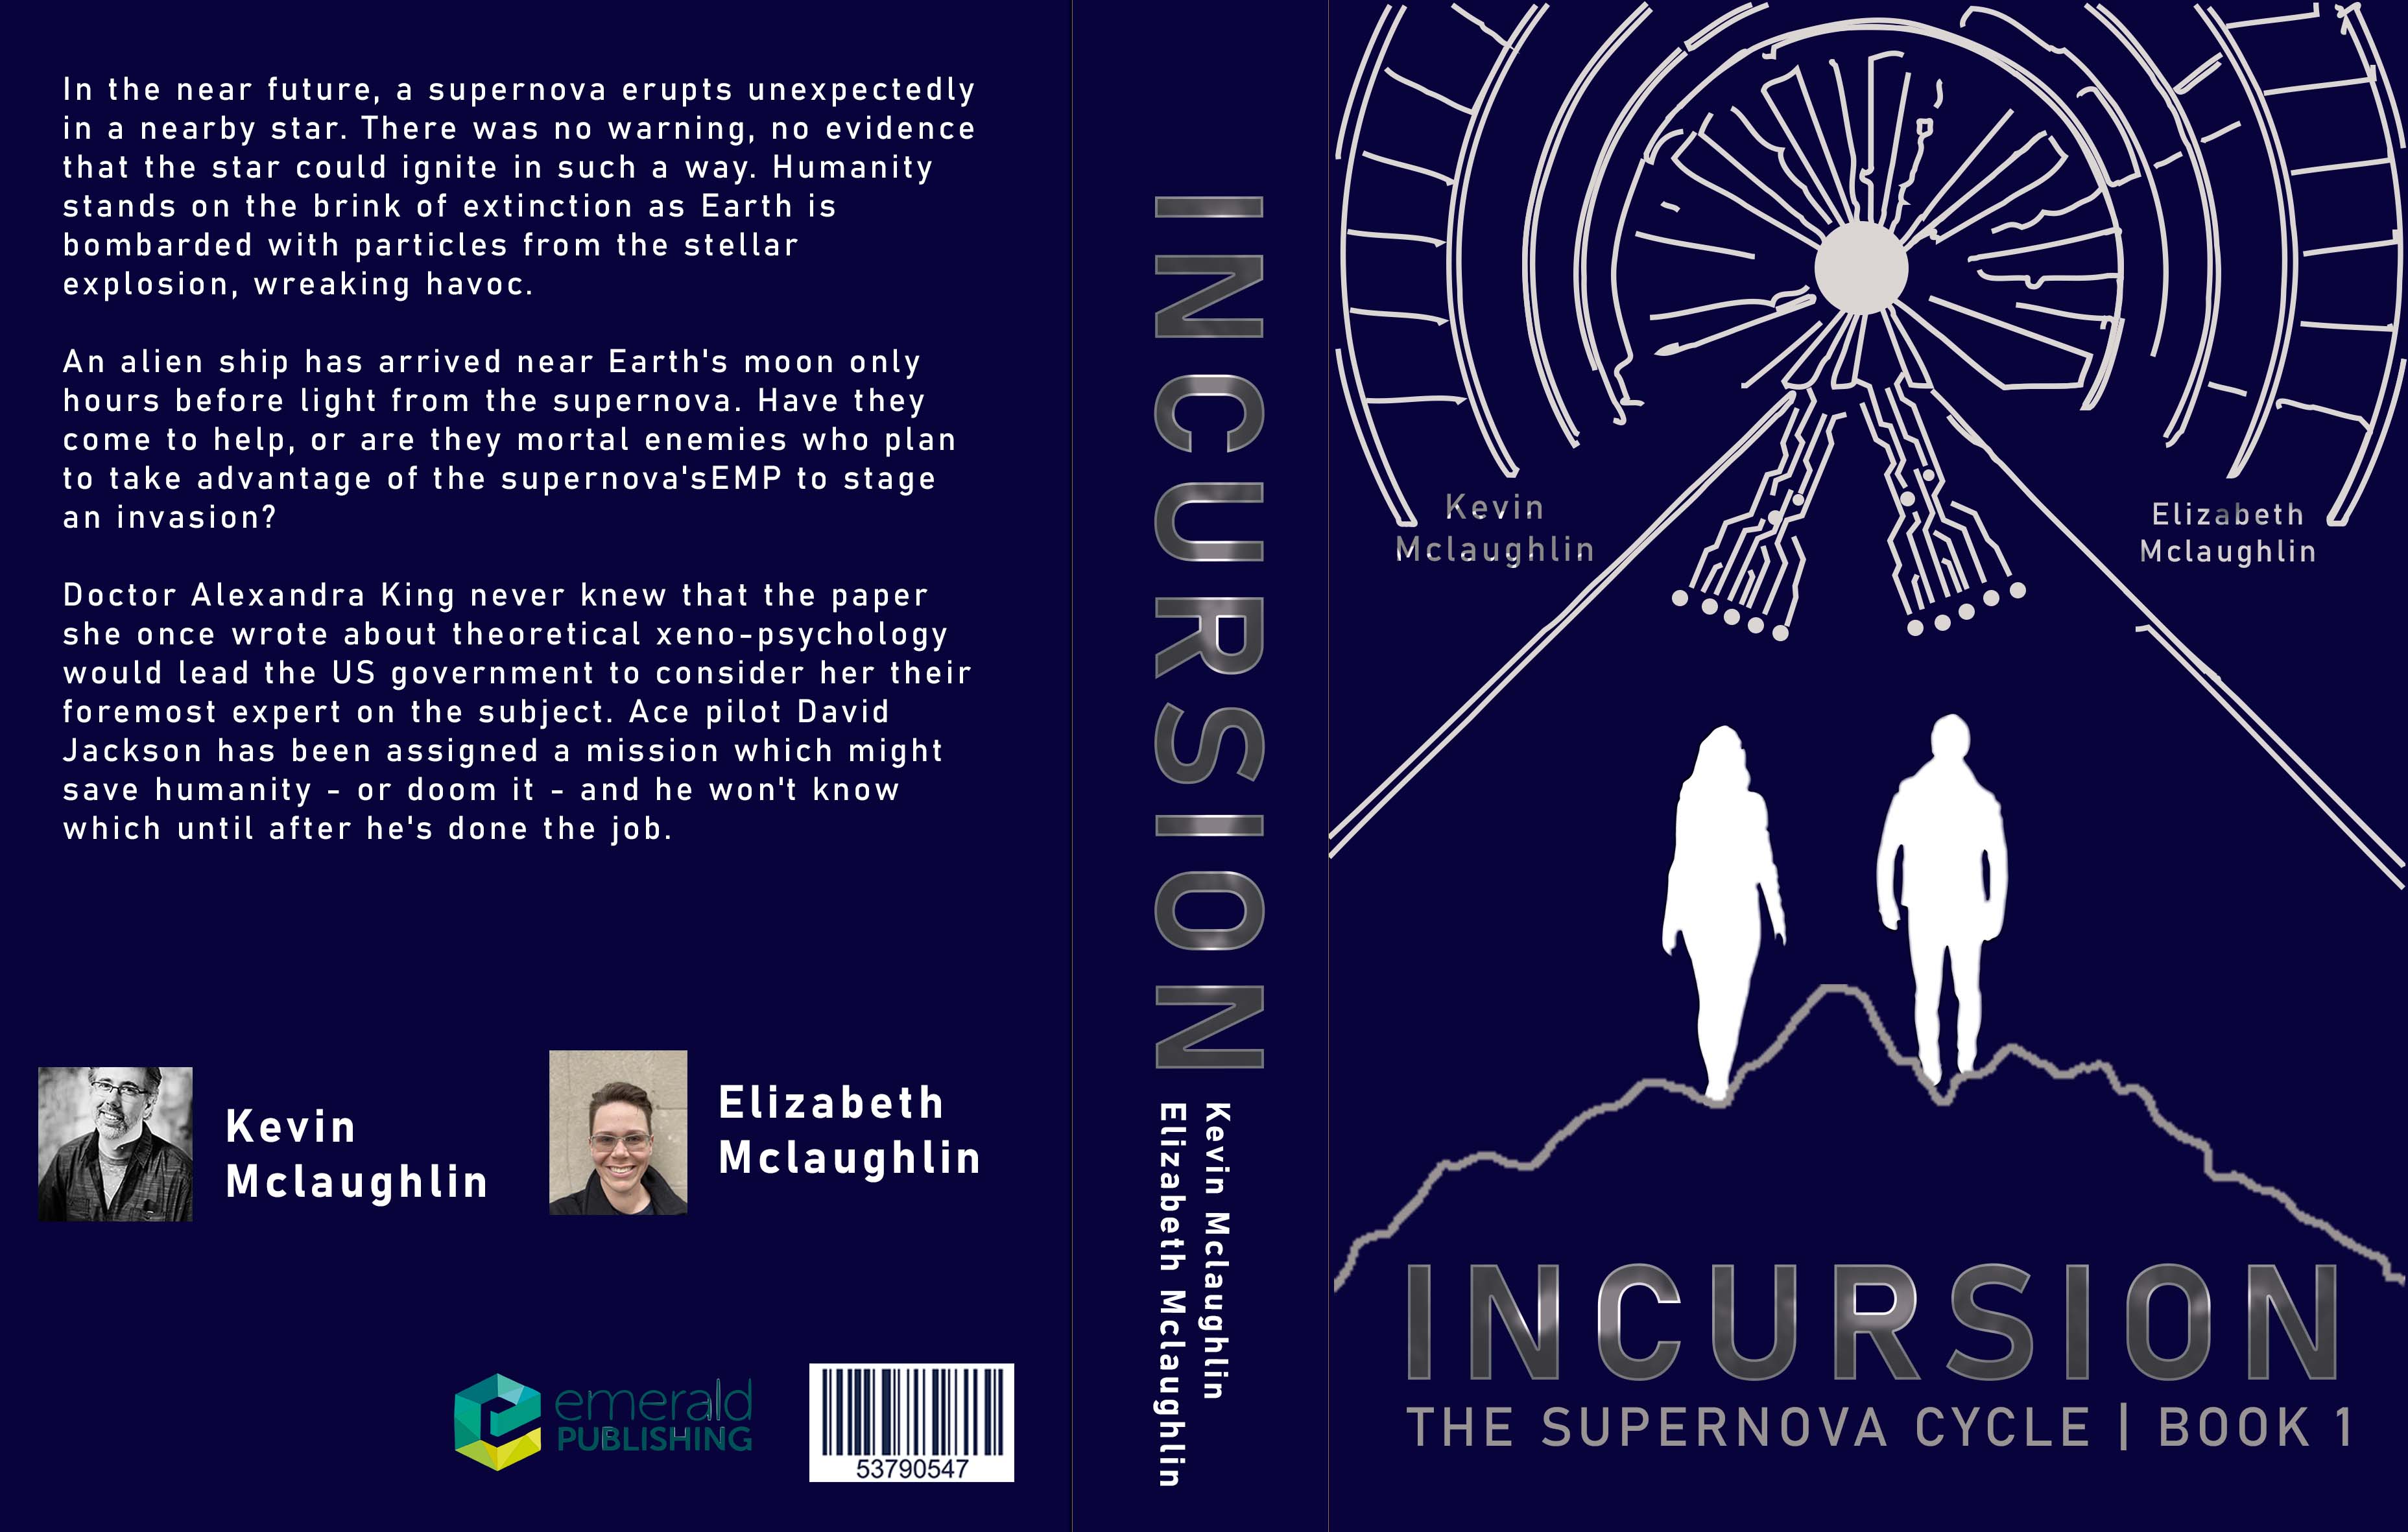 In the near future, a supernova erupts unexpectedly
in a nearby star. There was no warning, no evidence
that the star could ignite in such a way. Humanity
stands on the brink of extinction as Earth is
bombarded with particles from the stellar
explosion, wreaking havoc.
An alien ship has arrived near Earth's moon only
hours before light from the supernova. Have they
come to help, or are they mortal enemies who plan
to take advantage of the supernova'sEMP to stage
an invasion?
Doctor Alexandra King never knew that the paper
she once wrote about theoretical xeno-psychology
would lead the US government to consider her their
foremost expert on the subject. Ace pilot David
Jackson has been assigned a mission which might
save humanity - or doom it - and he won't know
which until after he's done the job.
Kevin
Mclaughlin
Elizabeth
Mclaughlin
emerald
PUBLISHING
53790547
INCURSION
Kevin Mclaughlin
Elizabeth Mclaughlin
Kevin
Mclaughlin
Elizabeth
Mclaughlin
INCURSION
THE SUPERNOVA CYCLE | BOOK 1